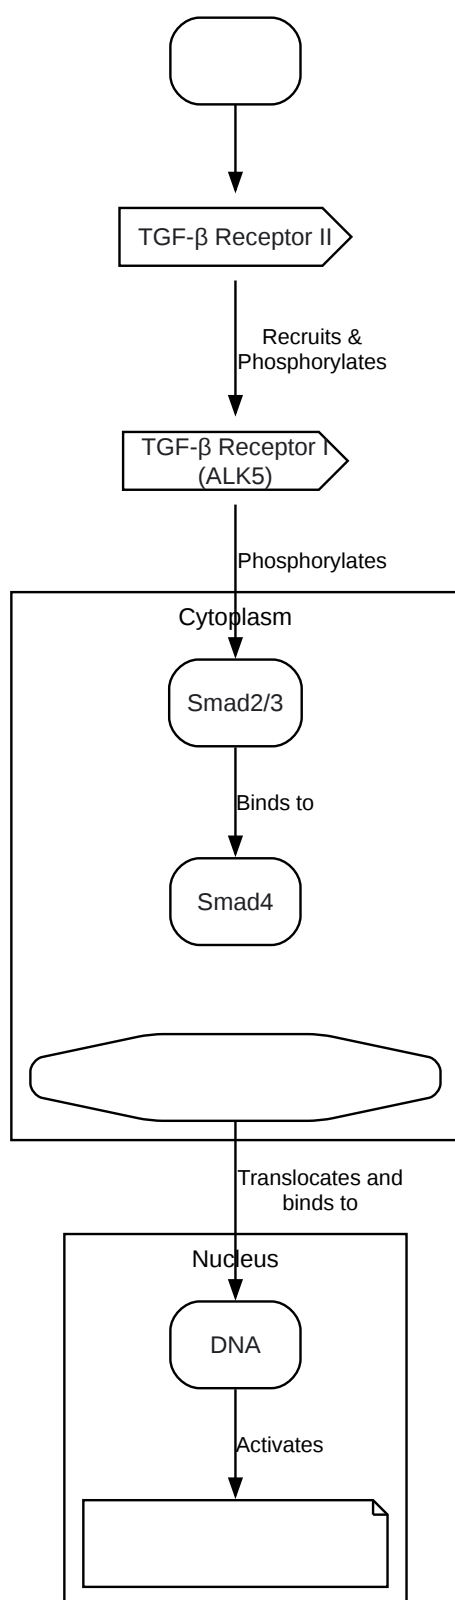 TGF-β Receptor II
Recruits &
Phosphorylates
TGF-β Receptor I
(ALK5)
Phosphorylates
Cytoplasm
Smad2/3
Binds to
Smad4
Translocates and
binds to
Nucleus
DNA
Activates